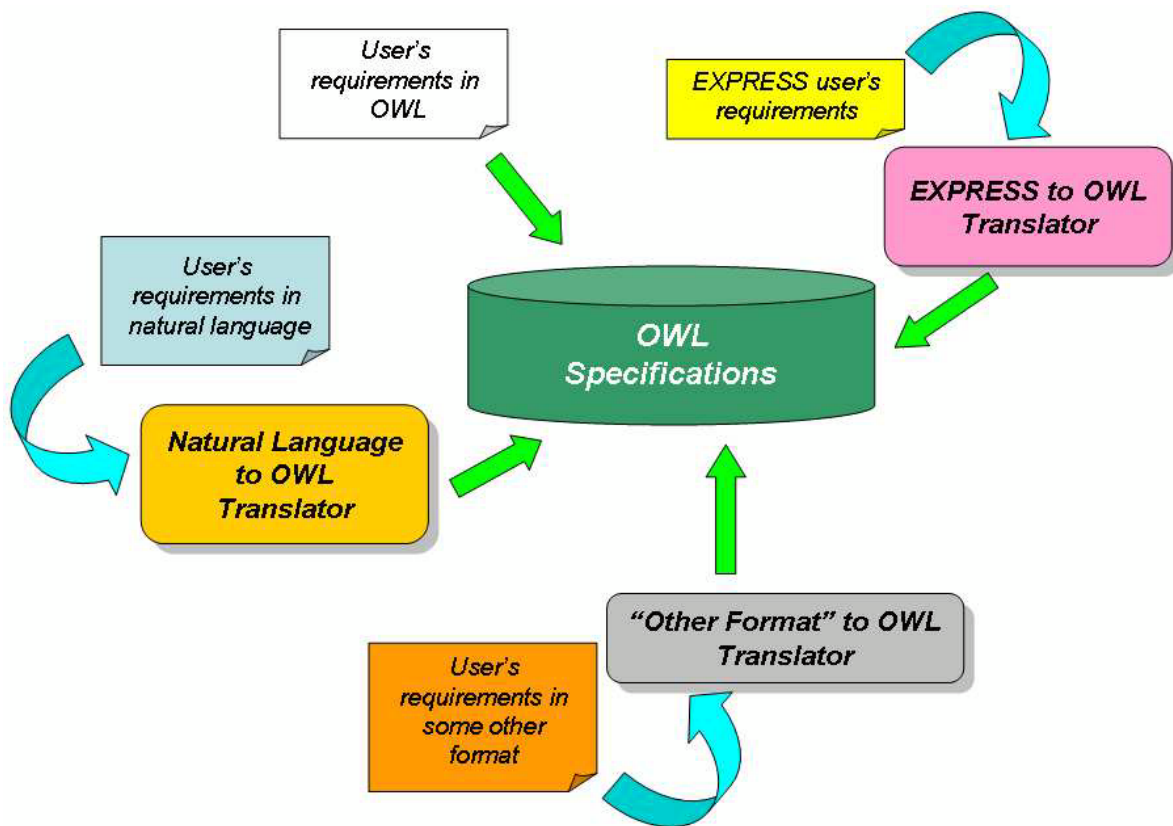 User's
requirements in
OWL
EXPRESS user's
requirements
EXPRESS to OWL
Translator
User's
requirements in
natural language
OWL
Specifications
Natural Language
to OWL
Translator
“Other Format” to OWL
Translator
User's
requirements in
some other
format